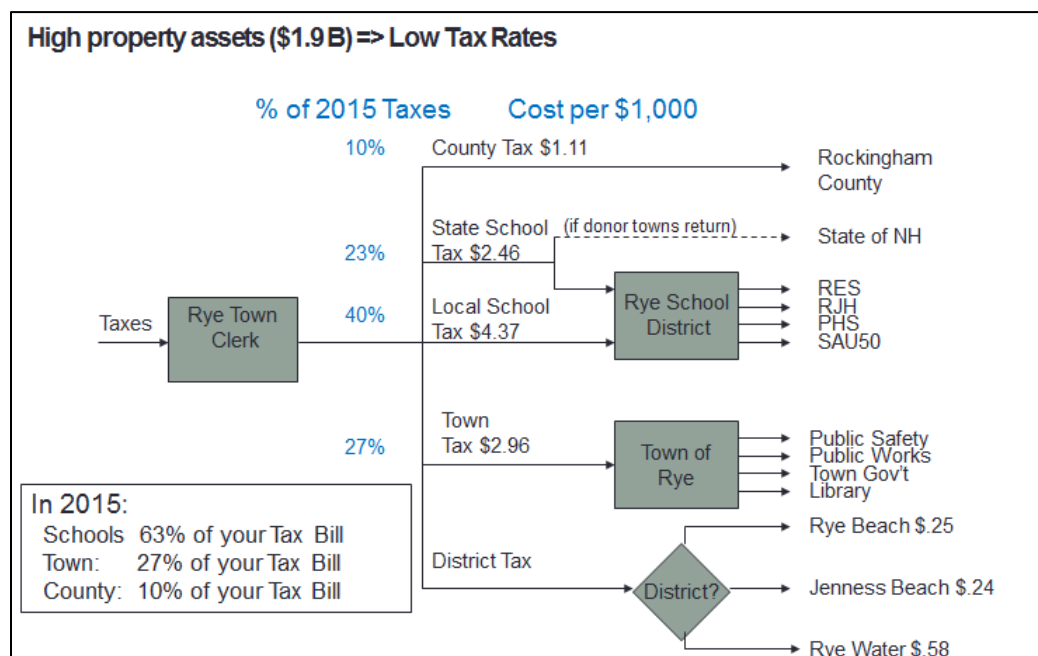 High property assets ($1.9 B) => Low Tax Rates
% of 2015 Taxes Cost per $1,000
10% County Tax $1.11
Rockingham
County
State School (if donor towns return)
State of NH
23% Tax $2.46
RES
Rye School
District
RJH
PHS
SAU50
Local School
40% Tax $4.37
Taxes
Rye Town
Clerk
Town
27% Tax $2.96
Town of
Rye
Public Safety
Public Works
Town Gov't
Library
In 2015:
Schools 63% of your Tax Bill
Town: 27% of your Tax Bill
County: 10% of your Tax Bill
District Tax
District?
Rye Beach $.25
Jenness Beach $.24
Rye Water $.58